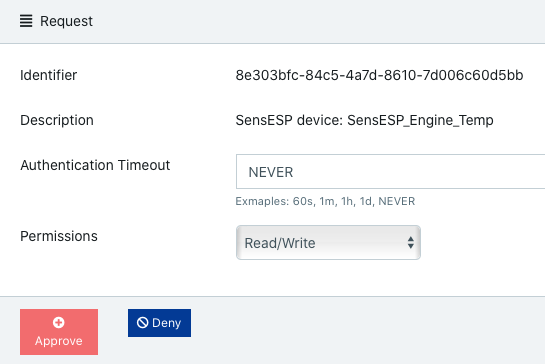 Request
Identifier 8e303bfc-84c5-4a7d-8610-7d006c60d5bb
Description SensESP device: SensESP_Engine_Temp
Authentication Timeout NEVER
Exmaples: 60s, 1m, 1h, 1d, NEVER
Permissions Read/Write
Approve Deny